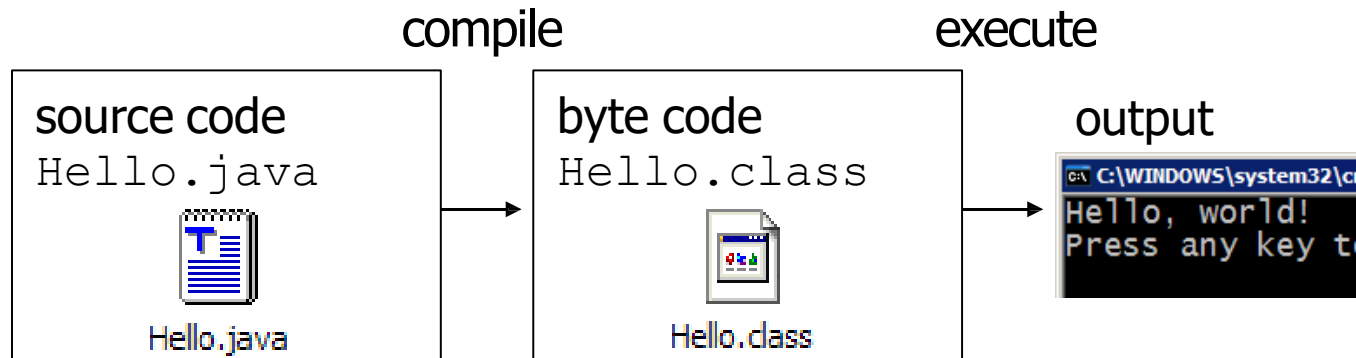 compile
execute
source code
Hello.java
Hello.java
byte code
Hello.class
Hello.class
output
C:\WINDOWS\system32\c
Hello, world!
Press any key t